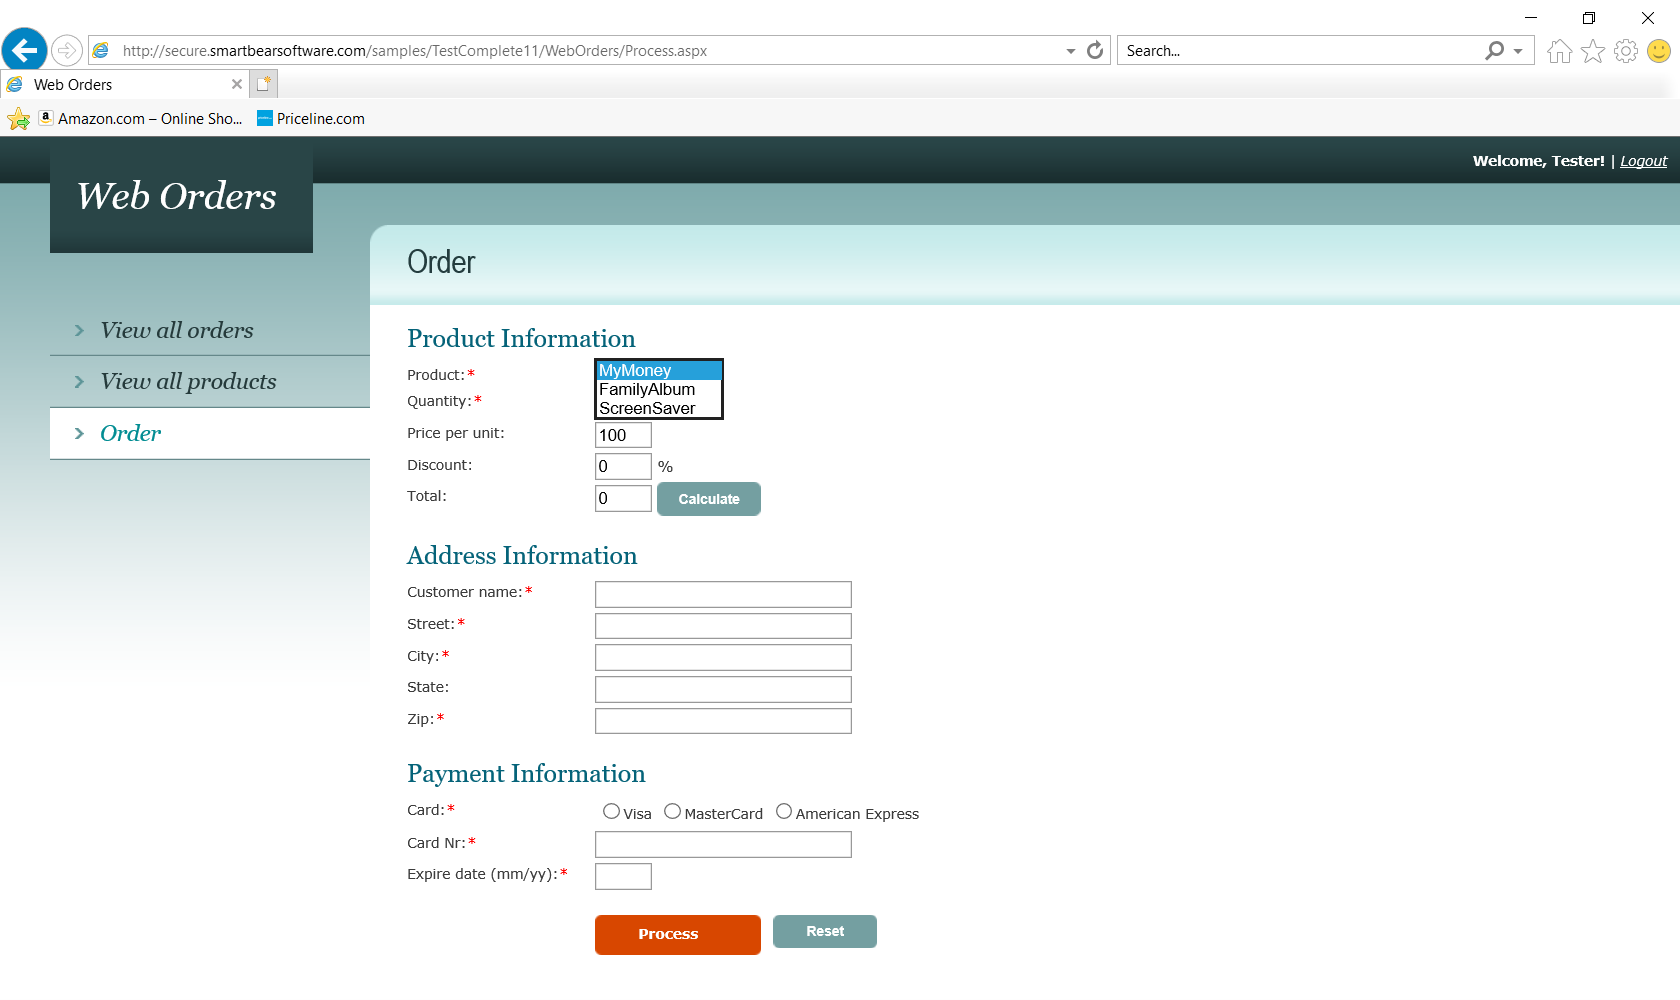 http://secure.smartbearsoftware.com/samples/TestComplete11/WebOrders/Process.aspx
Search...
Web Orders
Amazon.com – Online Sho...
Priceline.com
Welcome, Tester! | Logout
Web Orders
Order
View all orders
View all products
Order
Product Information
Product:*
MyMoney
FamilyAlbum
ScreenSaver
Quantity:*
Price per unit:
100
Discount:
0 %
Total:
0
Calculate
Address Information
Customer name:*
Street:*
City:*
State:
Zip:*
Payment Information
Card:*
Visa MasterCard American Express
Card Nr:*
Expire date (mm/yy):*
Process
Reset